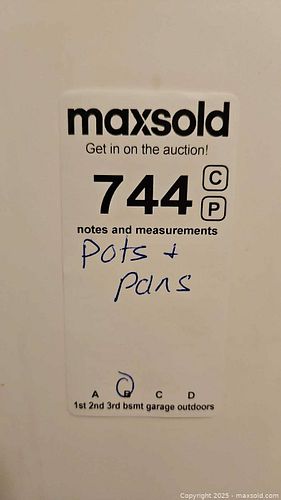 maxsold
Get in on the auction!
744 C
P
notes and measurements
Pots +
pans
A B C D
1st 2nd 3rd bsmt garage outdoors
Copyright 2025 - maxsold.com